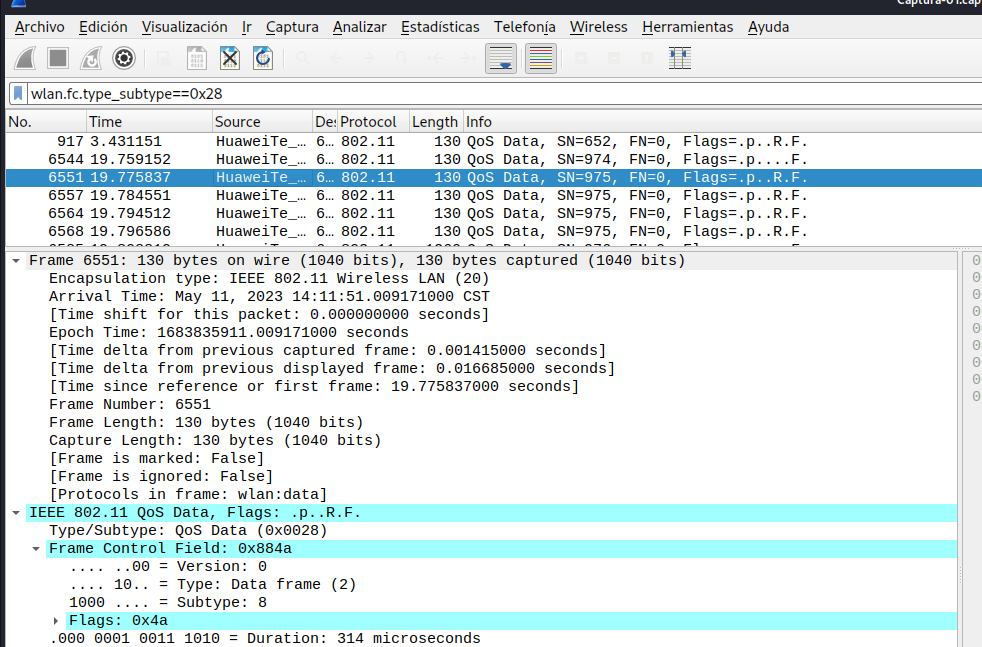 Captura-01.cap
Archivo Edición Visualización Ir Captura Analizar Estadísticas Telefonía Wireless Herramientas Ayuda
wlan.fc.type_subtype==0x28
No. Time Source Des Protocol Length Info
917 3.431151 HuaweiTe_… 6… 802.11 130 QoS Data, SN=652, FN=0, Flags=.p..R.F.
6544 19.759152 HuaweiTe_… 6… 802.11 130 QoS Data, SN=974, FN=0, Flags=.p....F.
6551 19.775837 HuaweiTe_… 6… 802.11 130 QoS Data, SN=975, FN=0, Flags=.p..R.F.
6557 19.784551 HuaweiTe_… 6… 802.11 130 QoS Data, SN=975, FN=0, Flags=.p..R.F.
6564 19.794512 HuaweiTe_… 6… 802.11 130 QoS Data, SN=975, FN=0, Flags=.p..R.F.
6568 19.796586 HuaweiTe_… 6… 802.11 130 QoS Data, SN=975, FN=0, Flags=.p..R.F.
Frame 6551: 130 bytes on wire (1040 bits), 130 bytes captured (1040 bits)
Encapsulation type: IEEE 802.11 Wireless LAN (20)
Arrival Time: May 11, 2023 14:11:51.009171000 CST
[Time shift for this packet: 0.000000000 seconds]
Epoch Time: 1683835911.009171000 seconds
[Time delta from previous captured frame: 0.001415000 seconds]
[Time delta from previous displayed frame: 0.016685000 seconds]
[Time since reference or first frame: 19.775837000 seconds]
Frame Number: 6551
Frame Length: 130 bytes (1040 bits)
Capture Length: 130 bytes (1040 bits)
[Frame is marked: False]
[Frame is ignored: False]
[Protocols in frame: wlan:data]
IEEE 802.11 QoS Data, Flags: .p..R.F.
Type/Subtype: QoS Data (0x0028)
Frame Control Field: 0x884a
.... ..00 = Version: 0
.... 10.. = Type: Data frame (2)
1000 .... = Subtype: 8
Flags: 0x4a
.000 0001 0011 1010 = Duration: 314 microseconds